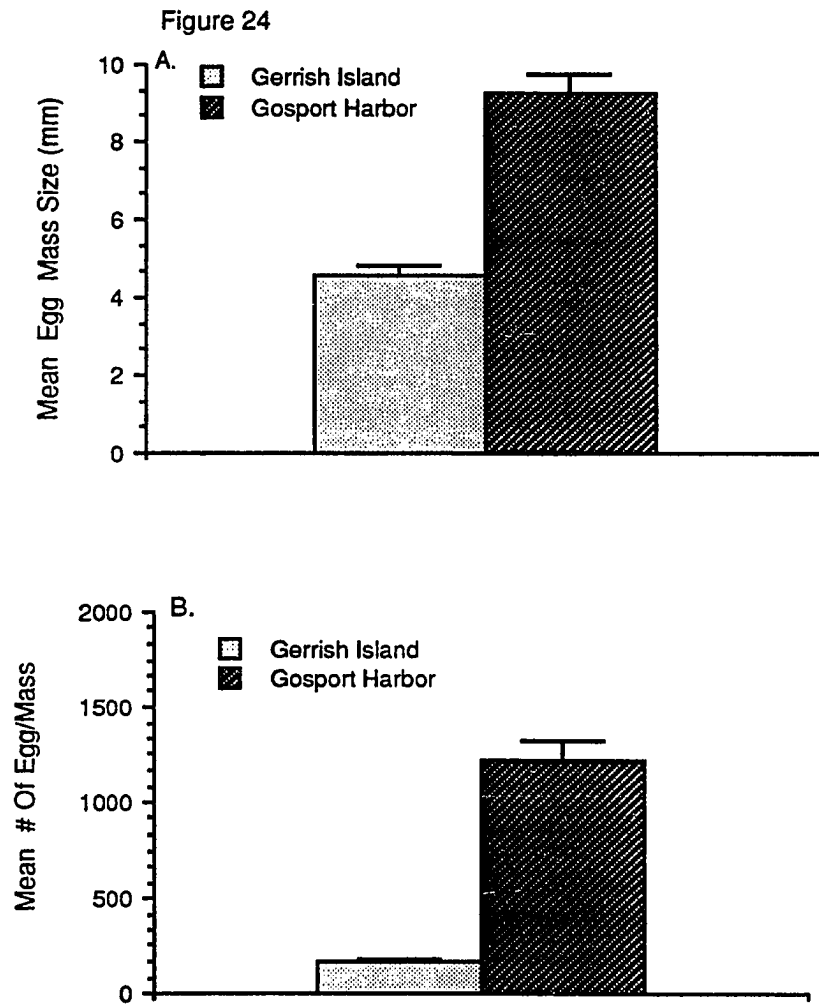 Figure 24
A.
Gerrish Island
Gosport Harbor
Mean Egg Mass Size (mm)
10
8
6
4
2
0
B.
Gerrish Island
Gosport Harbor
Mean # Of Egg/Mass
2000
1500
1000
500
0